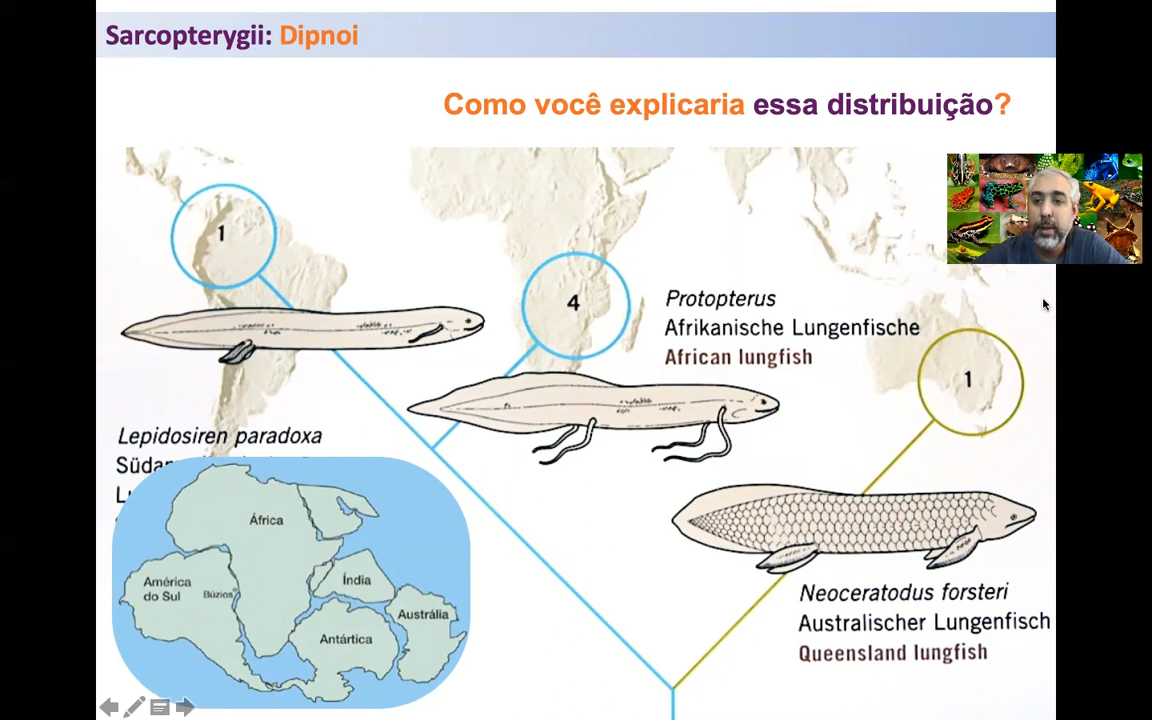 Sarcopterygii: Dipnoi
Como você explicaria essa distribuição?
1
4
Protopterus
Afrikanische Lungenfische
African lungfish
1
Lepidosiren paradoxa
África
América
do Sul
Búzios
Índia
Antártica
Austrália
Neoceratodus forsteri
Australischer Lungenfisch
Queensland lungfish